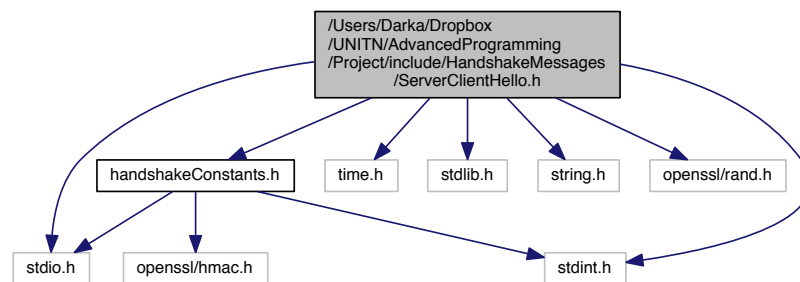 /Users/Darka/Dropbox
/UNITN/AdvancedProgramming
/Project/include/HandshakeMessages
/ServerClientHello.h
handshakeConstants.h
time.h
stdlib.h
string.h
openssl/rand.h
stdio.h
openssl/hmac.h
stdint.h